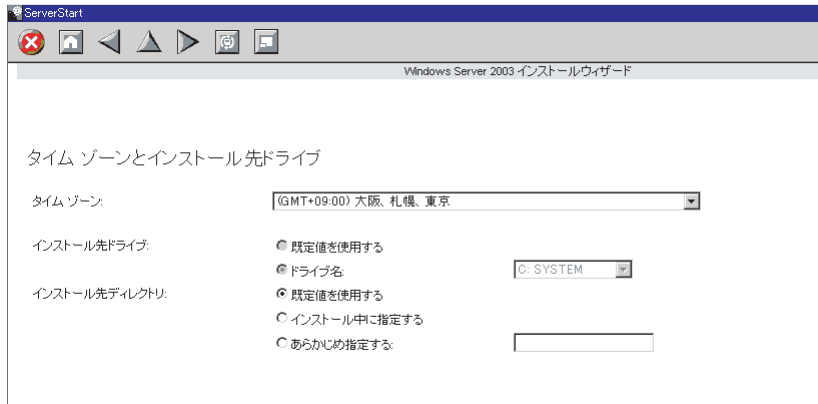 ServerStart
Windows Server 2003 インストールウィザード
タイム ゾーンとインストール先ドライブ
タイム ゾーン: (GMT+09:00) 大阪、札幌、東京
インストール先ドライブ: 既定値を使用する
ドライブ名: C: SYSTEM
インストール先ディレクトリ: 既定値を使用する
インストール中に指定する
あらかじめ指定する: